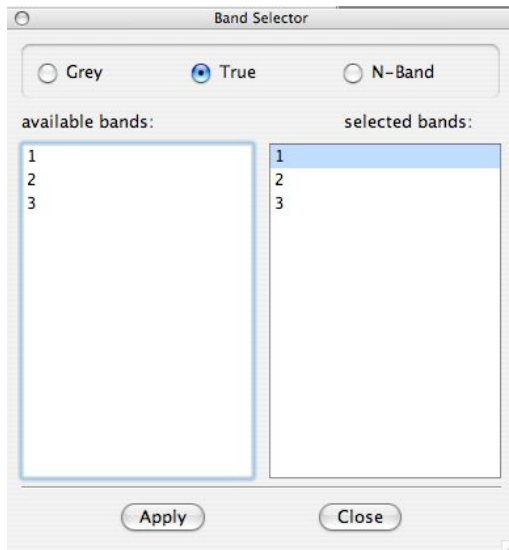 Band Selector
Grey True N-Band
available bands: selected bands:
1 1
2 2
3 3
Apply Close